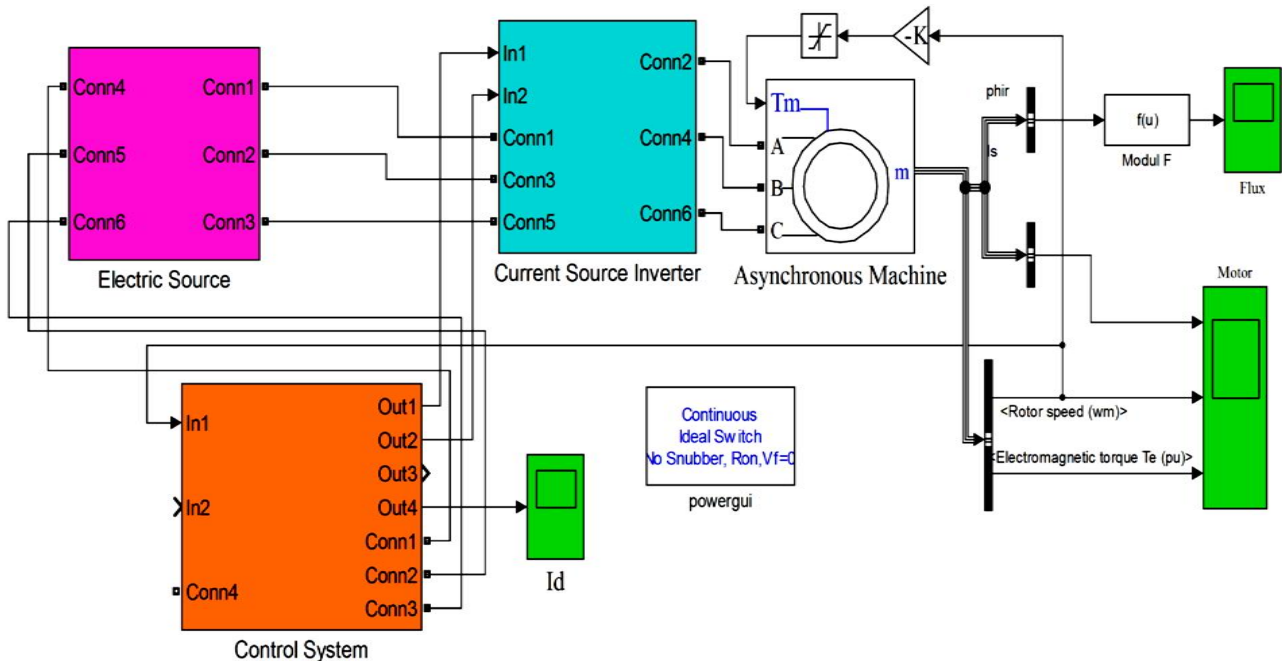 Conn4
Conn5
Conn6
Conn1
Conn2
Conn3
Electric Source
In1
In2
Conn1
Conn3
Conn5
Conn2
Conn4
Conn6
Current Source Inverter
-K
Tm
A
B
C
m
Asynchronous Machine
phir
Is
f(u)
Modul F
Flux
Motor
<Rotor speed (wm)>
<Electromagnetic torque Te (pu)>
In1
In2
Conn4
Out1
Out2
Out3
Out4
Conn1
Conn2
Conn3
Control System
Id
Continuous
Ideal Switch
No Snubber, Ron,Vf=0
powergui